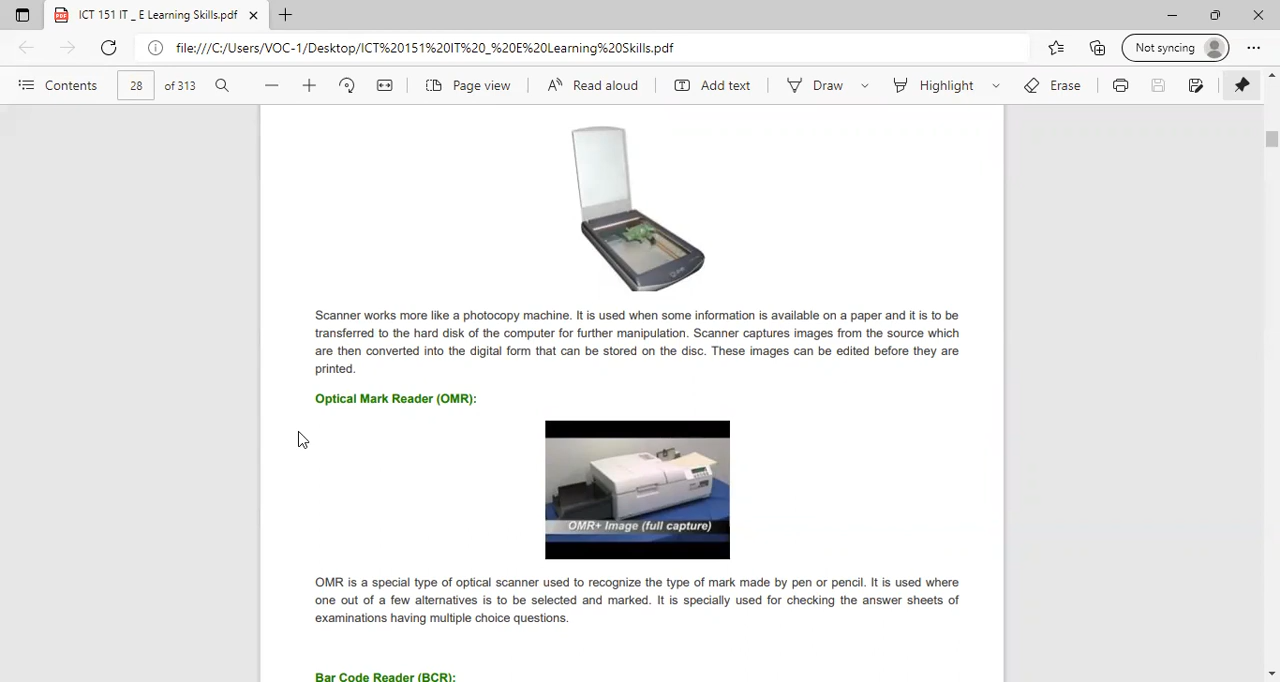 ICT 151 IT _ E Learning Skills.pdf
file:///C:/Users/VOC-1/Desktop/ICT%20151%20IT%20_%20E%20Learning%20Skills.pdf
Not syncing
Contents 28 of 313 Page view Read aloud Add text Draw Highlight Erase
Scanner works more like a photocopy machine. It is used when some information is available on a paper and it is to be
transferred to the hard disk of the computer for further manipulation. Scanner captures images from the source which
are then converted into the digital form that can be stored on the disc. These images can be edited before they are
printed.
Optical Mark Reader (OMR):
OMR+ Image (full capture)
OMR is a special type of optical scanner used to recognize the type of mark made by pen or pencil. It is used where
one out of a few alternatives is to be selected and marked. It is specially used for checking the answer sheets of
examinations having multiple choice questions.
Bar Code Reader (BCR):